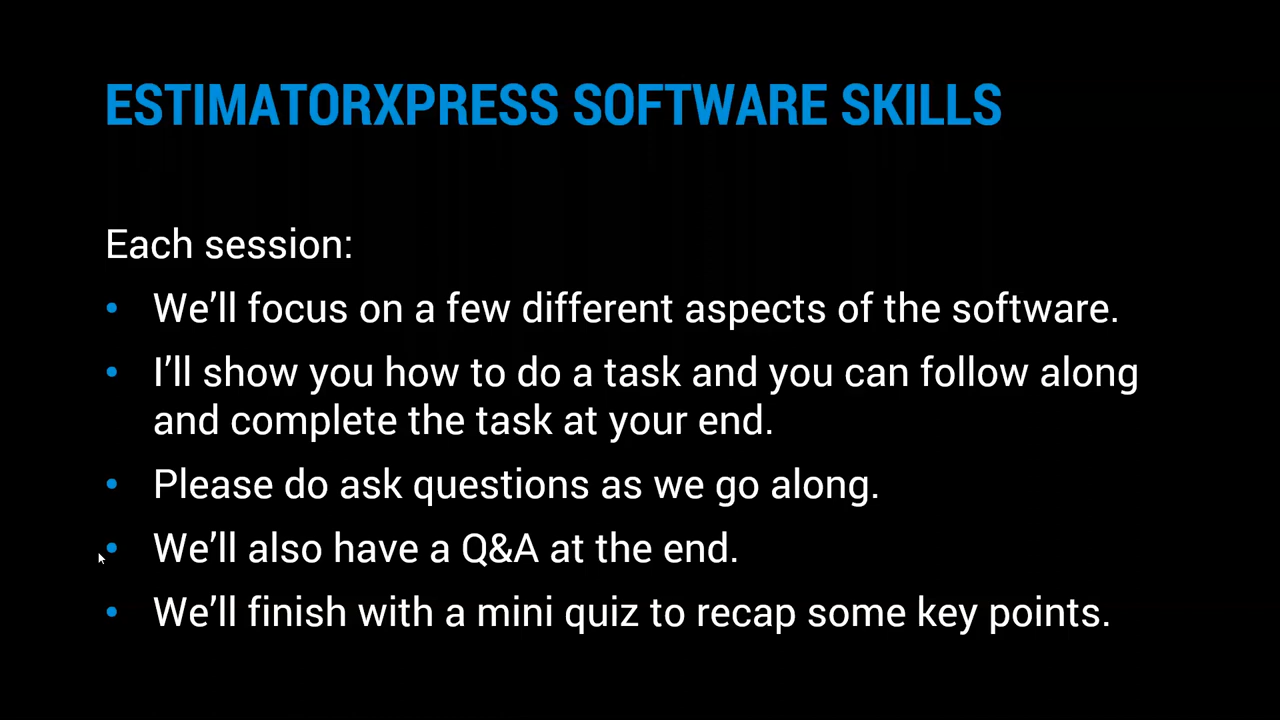 ESTIMATORXPRESS SOFTWARE SKILLS
Each session:
• We’ll focus on a few different aspects of the software.
• I’ll show you how to do a task and you can follow along
and complete the task at your end.
• Please do ask questions as we go along.
• We’ll also have a Q&A at the end.
• We’ll finish with a mini quiz to recap some key points.